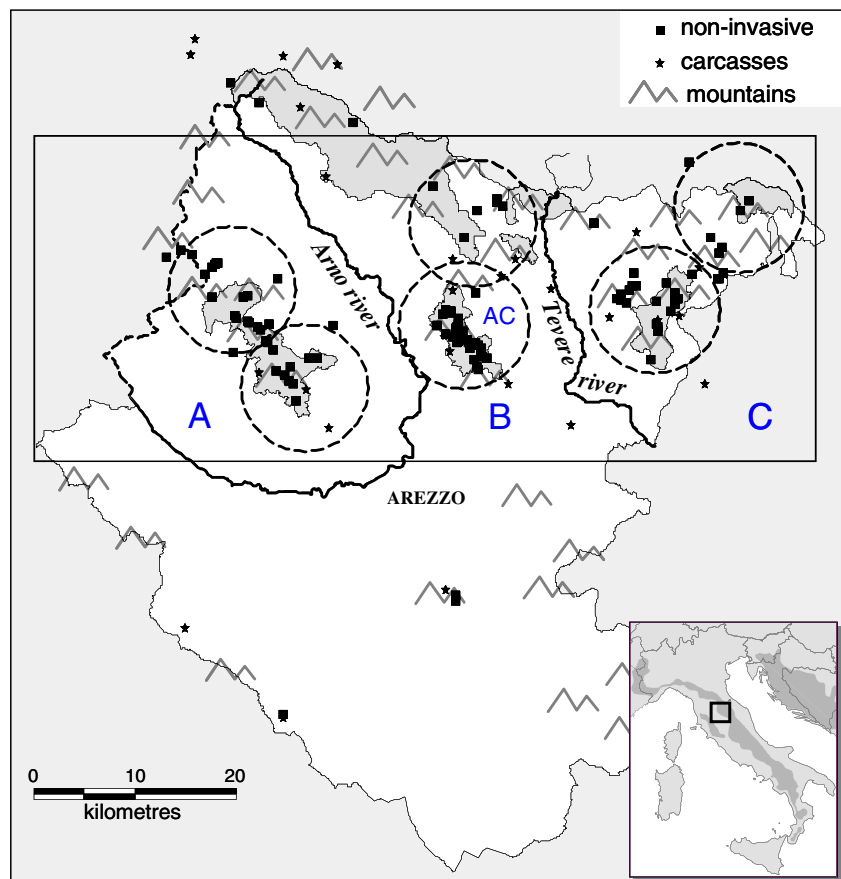 non-invasive
carcasses
mountains
Arno river
AC
Tevere river
A
B
C
AREZZO
0 10 20
kilometres